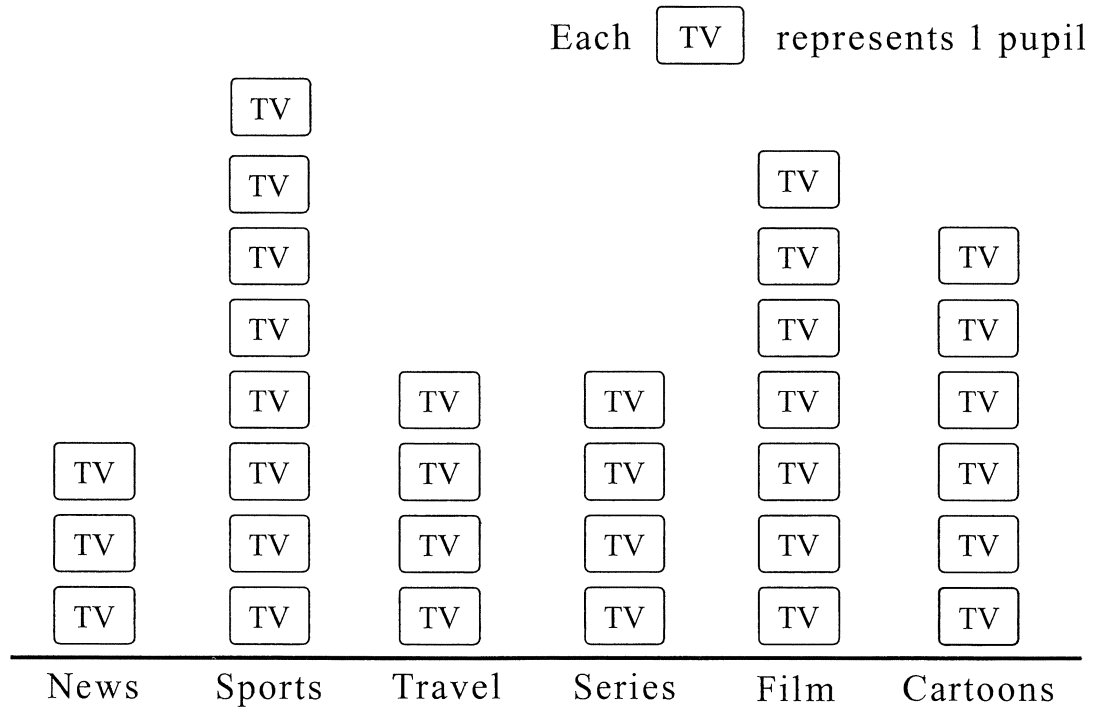 Each TV represents 1 pupil
TV
TV TV
TV TV TV
TV TV TV
TV TV TV TV TV
TV TV TV TV TV TV
TV TV TV TV TV TV
TV TV TV TV TV TV
News Sports Travel Series Film Cartoons